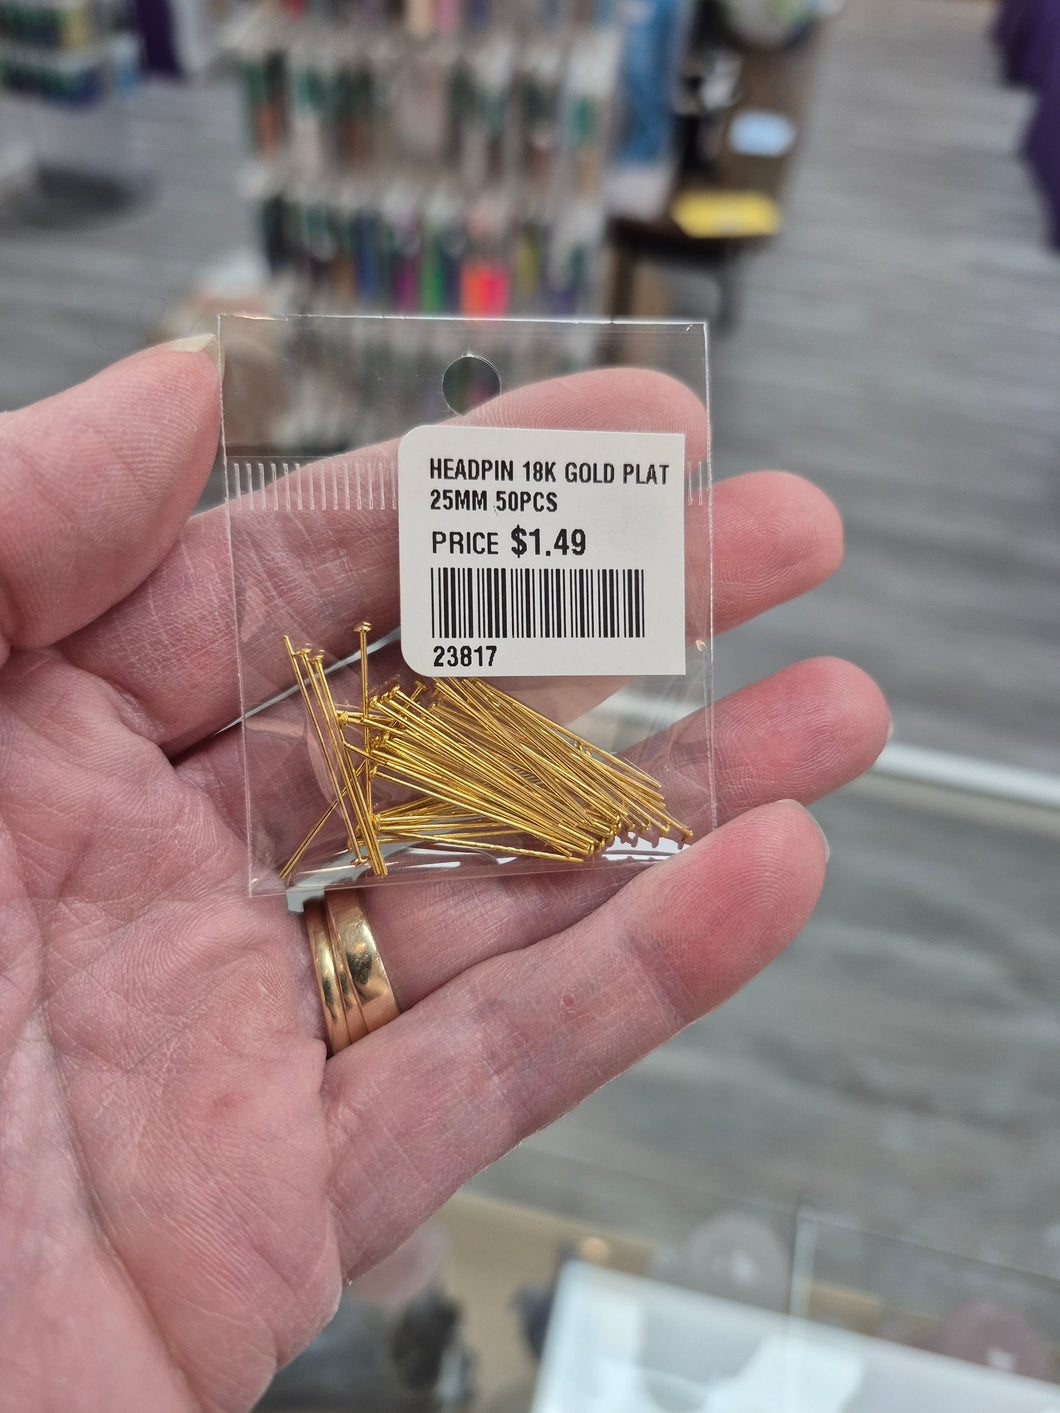 HEADPIN 18K GOLD PLAT
25MM 50PCS
PRICE $1.49
23817